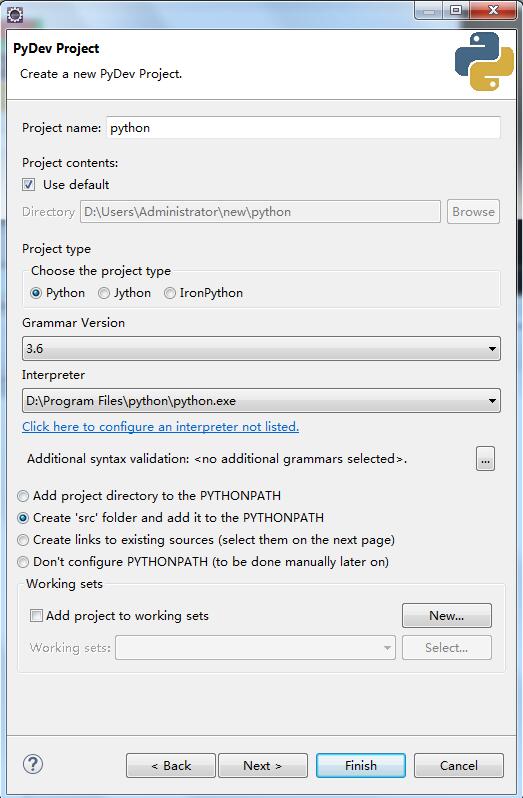 PyDev Project
Create a new PyDev Project.
Project name: python
Project contents:
Use default
Directory D:\Users\Administrator\new\python Browse
Project type
Choose the project type
Python Jython IronPython
Grammar Version
3.6
Interpreter
D:\Program Files\python\python.exe
Click here to configure an interpreter not listed.
Additional syntax validation: <no additional grammars selected>. ...
Add project directory to the PYTHONPATH
Create 'src' folder and add it to the PYTHONPATH
Create links to existing sources (select them on the next page)
Don't configure PYTHONPATH (to be done manually later on)
Working sets
Add project to working sets New...
Working sets: Select...
? < Back Next > Finish Cancel